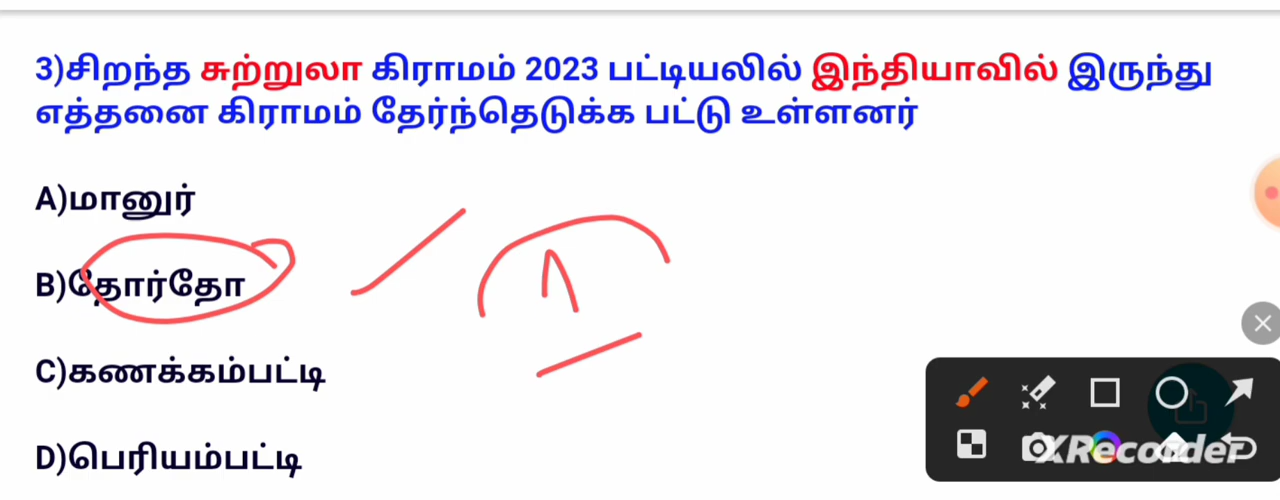 3)சிறந்த சுற்றுலா கிராமம் 2023 பட்டியலில் இந்தியாவில் இருந்து
எத்தனை கிராமம் தேர்ந்தெடுக்க பட்டு உள்ளனர்
A)மானுர்
B)தோர்தோ
C)கணக்கம்பட்டி
D)பெரியம்பட்டி
XRecorder